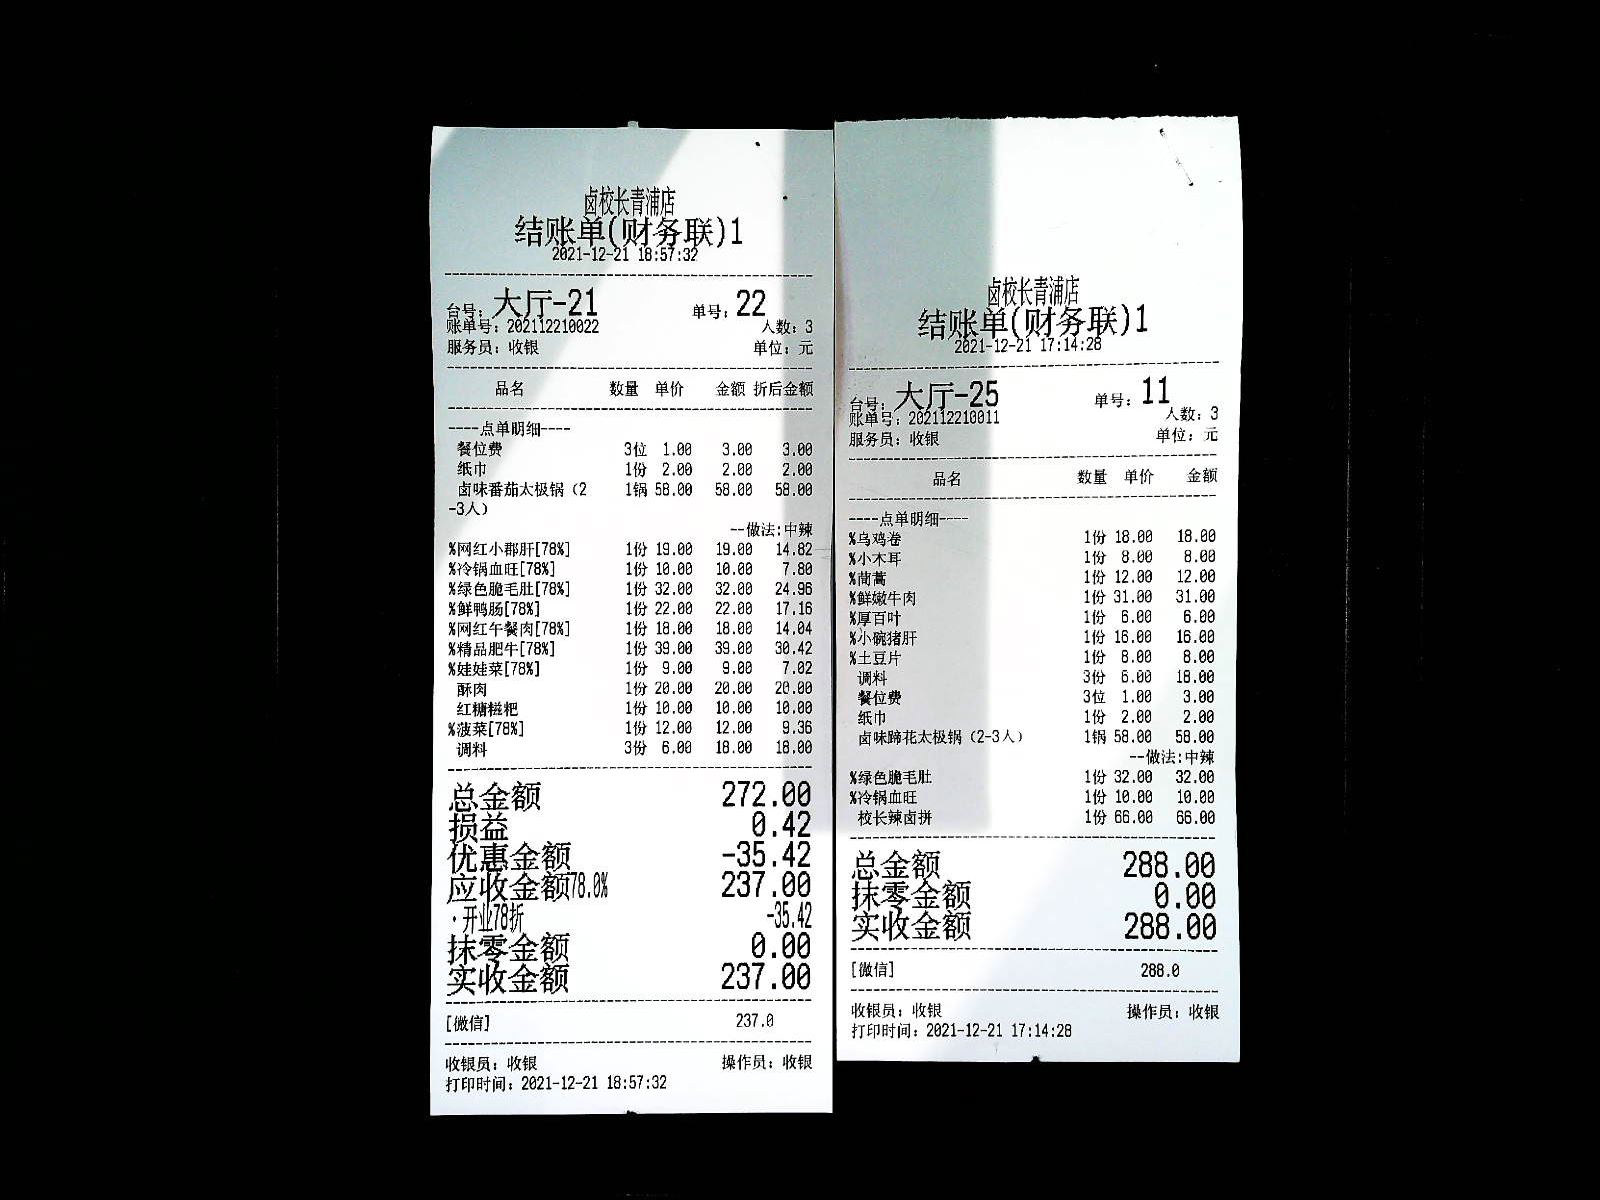 卤校长青浦店
结账单(财务联)1
2021-12-21 18:57:32
台号: 大厅-21 单号: 22
账单号: 202112210022 人数: 3
服务员: 收银 单位: 元
品名 数量 单价 金额 折后金额
----点单明细----
餐位费 3位 1.00 3.00 3.00
纸巾 1份 2.00 2.00 2.00
卤味番茄太极锅（2 1锅 58.00 58.00 58.00
-3人）
--做法:中辣
%网红小郡肝[78%] 1份 19.00 19.00 14.82
%冷锅血旺[78%] 1份 10.00 10.00 7.80
%绿色脆毛肚[78%] 1份 32.00 32.00 24.96
%鲜鸭肠[78%] 1份 22.00 22.00 17.16
%网红午餐肉[78%] 1份 18.00 18.00 14.04
%精品肥牛[78%] 1份 39.00 39.00 30.42
%娃娃菜[78%] 1份 9.00 9.00 7.02
酥肉 1份 20.00 20.00 20.00
红糖糍粑 1份 10.00 10.00 10.00
%菠菜[78%] 1份 12.00 12.00 9.36
调料 3份 6.00 18.00 18.00
总金额 272.00
损益 0.42
优惠金额 -35.42
应收金额78.0% 237.00
·开业78折 -35.42
抹零金额 0.00
实收金额 237.00
[微信] 237.0
收银员: 收银 操作员: 收银
打印时间: 2021-12-21 18:57:32
卤校长青浦店
结账单(财务联)1
2021-12-21 17:14:28
台号: 大厅-25 单号: 11
账单号: 202112210011 人数: 3
服务员: 收银 单位: 元
品名 数量 单价 金额
----点单明细----
%乌鸡卷 1份 18.00 18.00
%小木耳 1份 8.00 8.00
%茼蒿 1份 12.00 12.00
%鲜嫩牛肉 1份 31.00 31.00
%厚百叶 1份 6.00 6.00
%小碗猪肝 1份 16.00 16.00
%土豆片 1份 8.00 8.00
调料 3份 6.00 18.00
餐位费 3位 1.00 3.00
纸巾 1份 2.00 2.00
卤味蹄花太极锅（2-3人） 1锅 58.00 58.00
--做法:中辣
%绿色脆毛肚 1份 32.00 32.00
%冷锅血旺 1份 10.00 10.00
校长辣卤拼 1份 66.00 66.00
总金额 288.00
抹零金额 0.00
实收金额 288.00
[微信] 288.0
收银员: 收银 操作员: 收银
打印时间: 2021-12-21 17:14:28